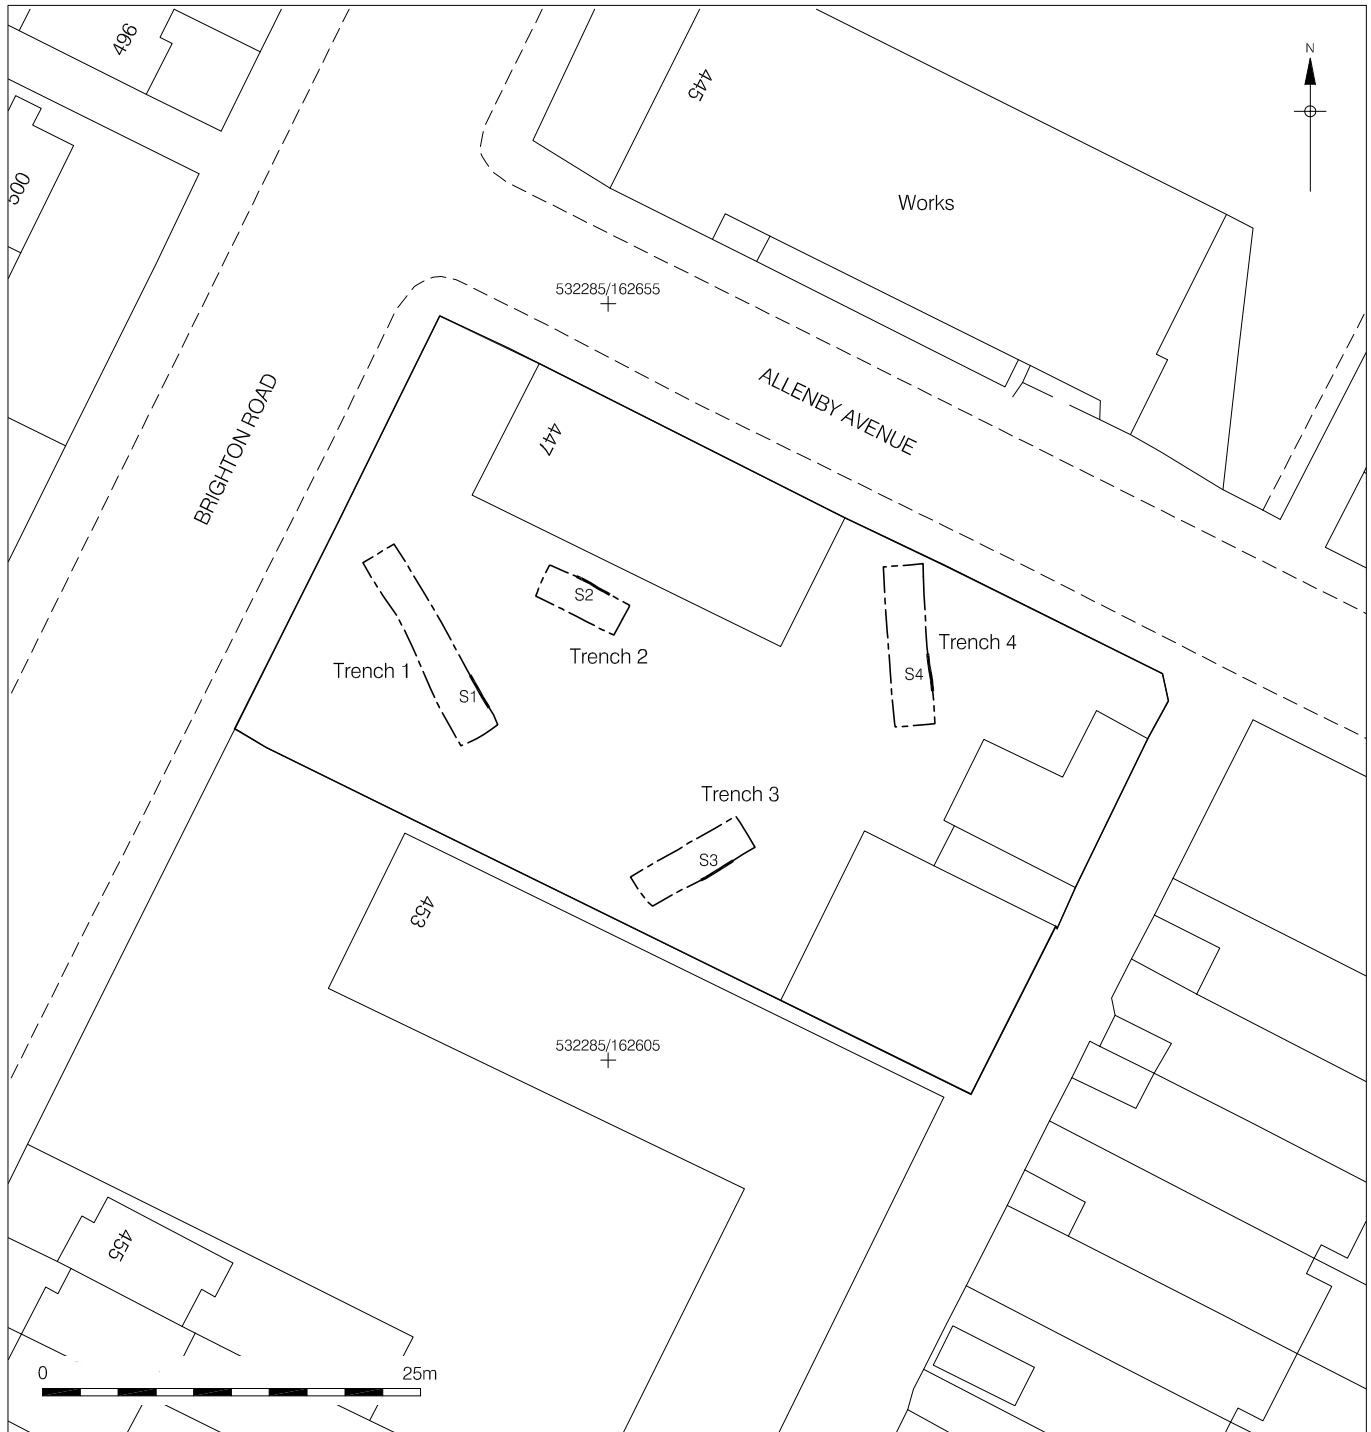 496
445
N
500
Works
532285/162655
ALLENBY AVENUE
BRIGHTON ROAD
447
S2
Trench 4
Trench 2
Trench 1
S4
S1
Trench 3
S3
453
532285/162605
455
0
25m